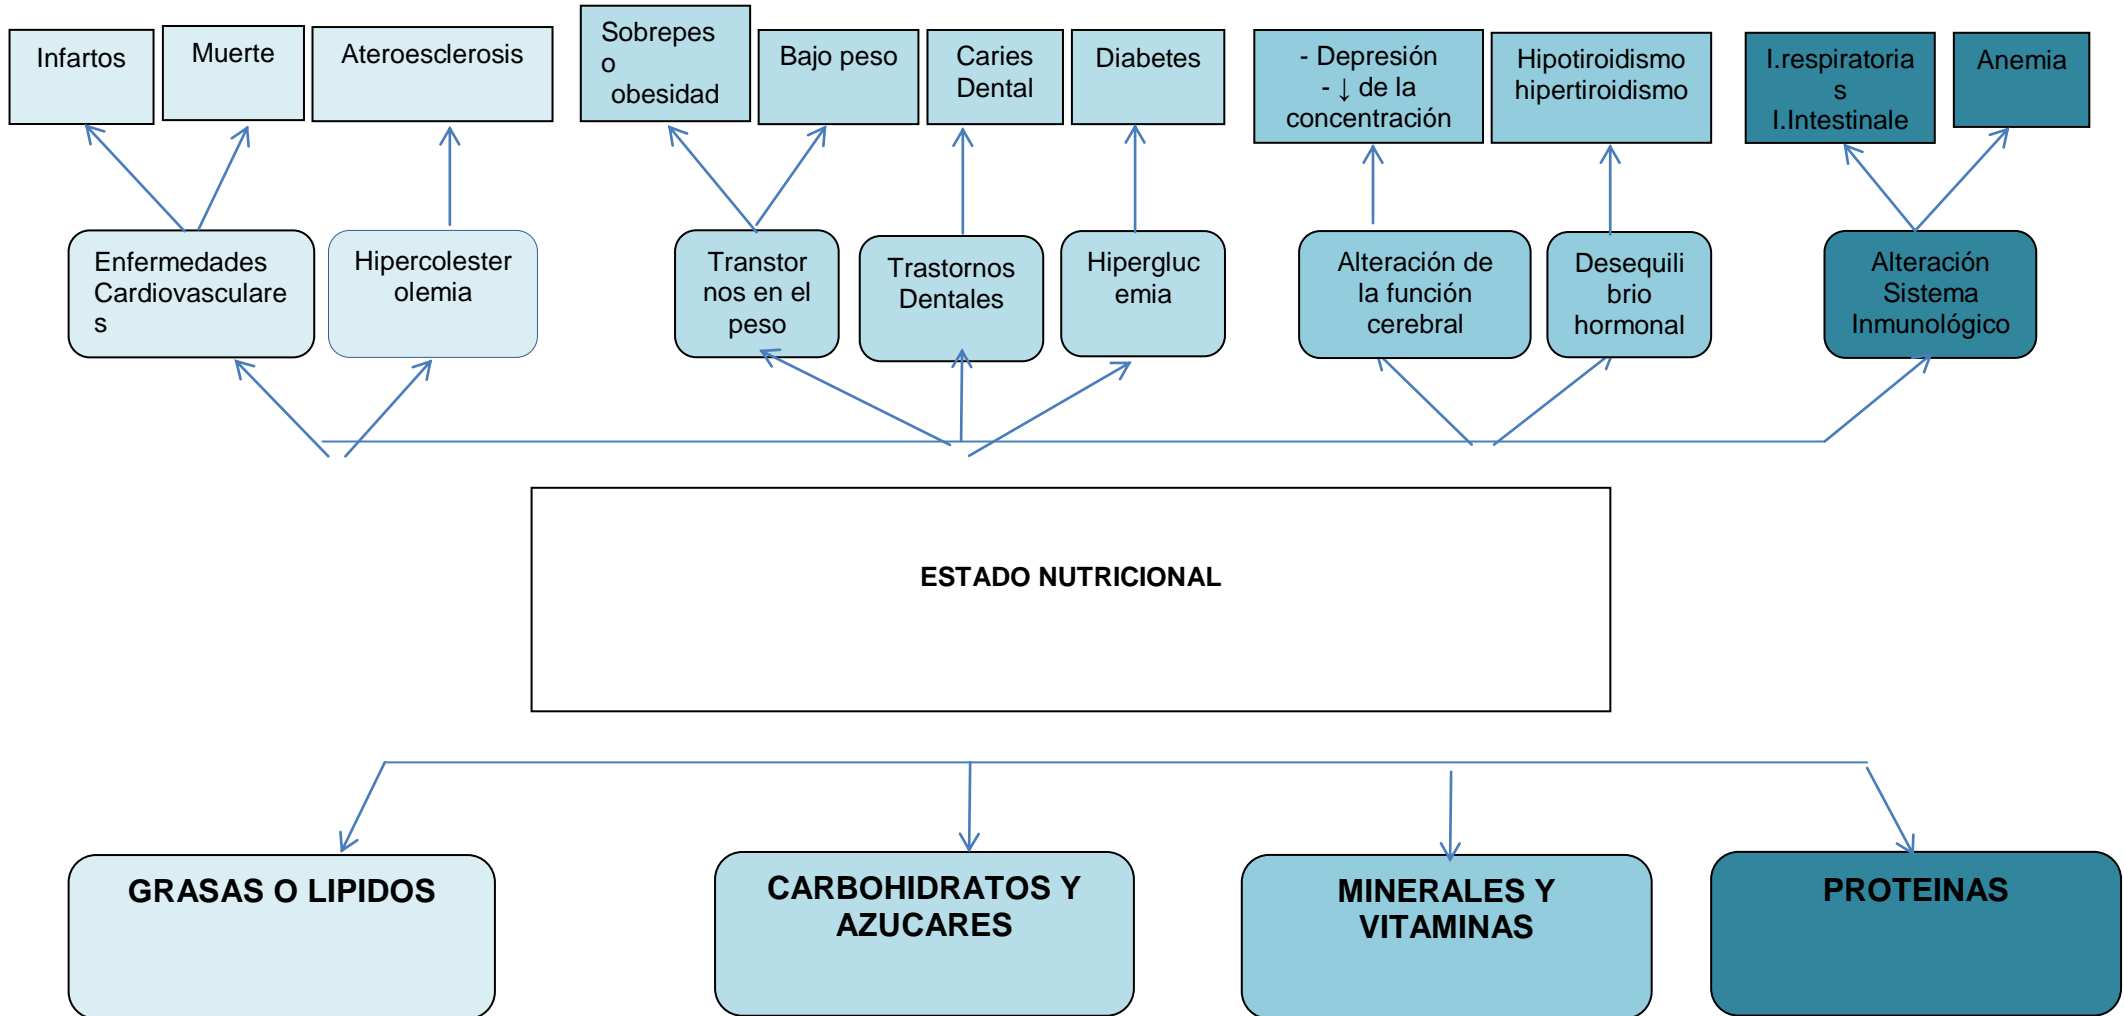 Infartos
Muerte
Ateroesclerosis
Sobrepes
o
obesidad
Bajo peso
Caries
Dental
Diabetes
- Depresión
- ↓ de la
concentración
Hipotiroidismo
hipertiroidismo
I.respiratoria
s
I.Intestinale
Anemia
Enfermedades
Cardiovasculare
s
Hipercolester
olemia
Transtor
nos en el
peso
Trastornos
Dentales
Hipergluc
emia
Alteración de
la función
cerebral
Desequili
brio
hormonal
Alteración
Sistema
Inmunológico
ESTADO NUTRICIONAL
GRASAS O LIPIDOS
CARBOHIDRATOS Y
AZUCARES
MINERALES Y
VITAMINAS
PROTEINAS